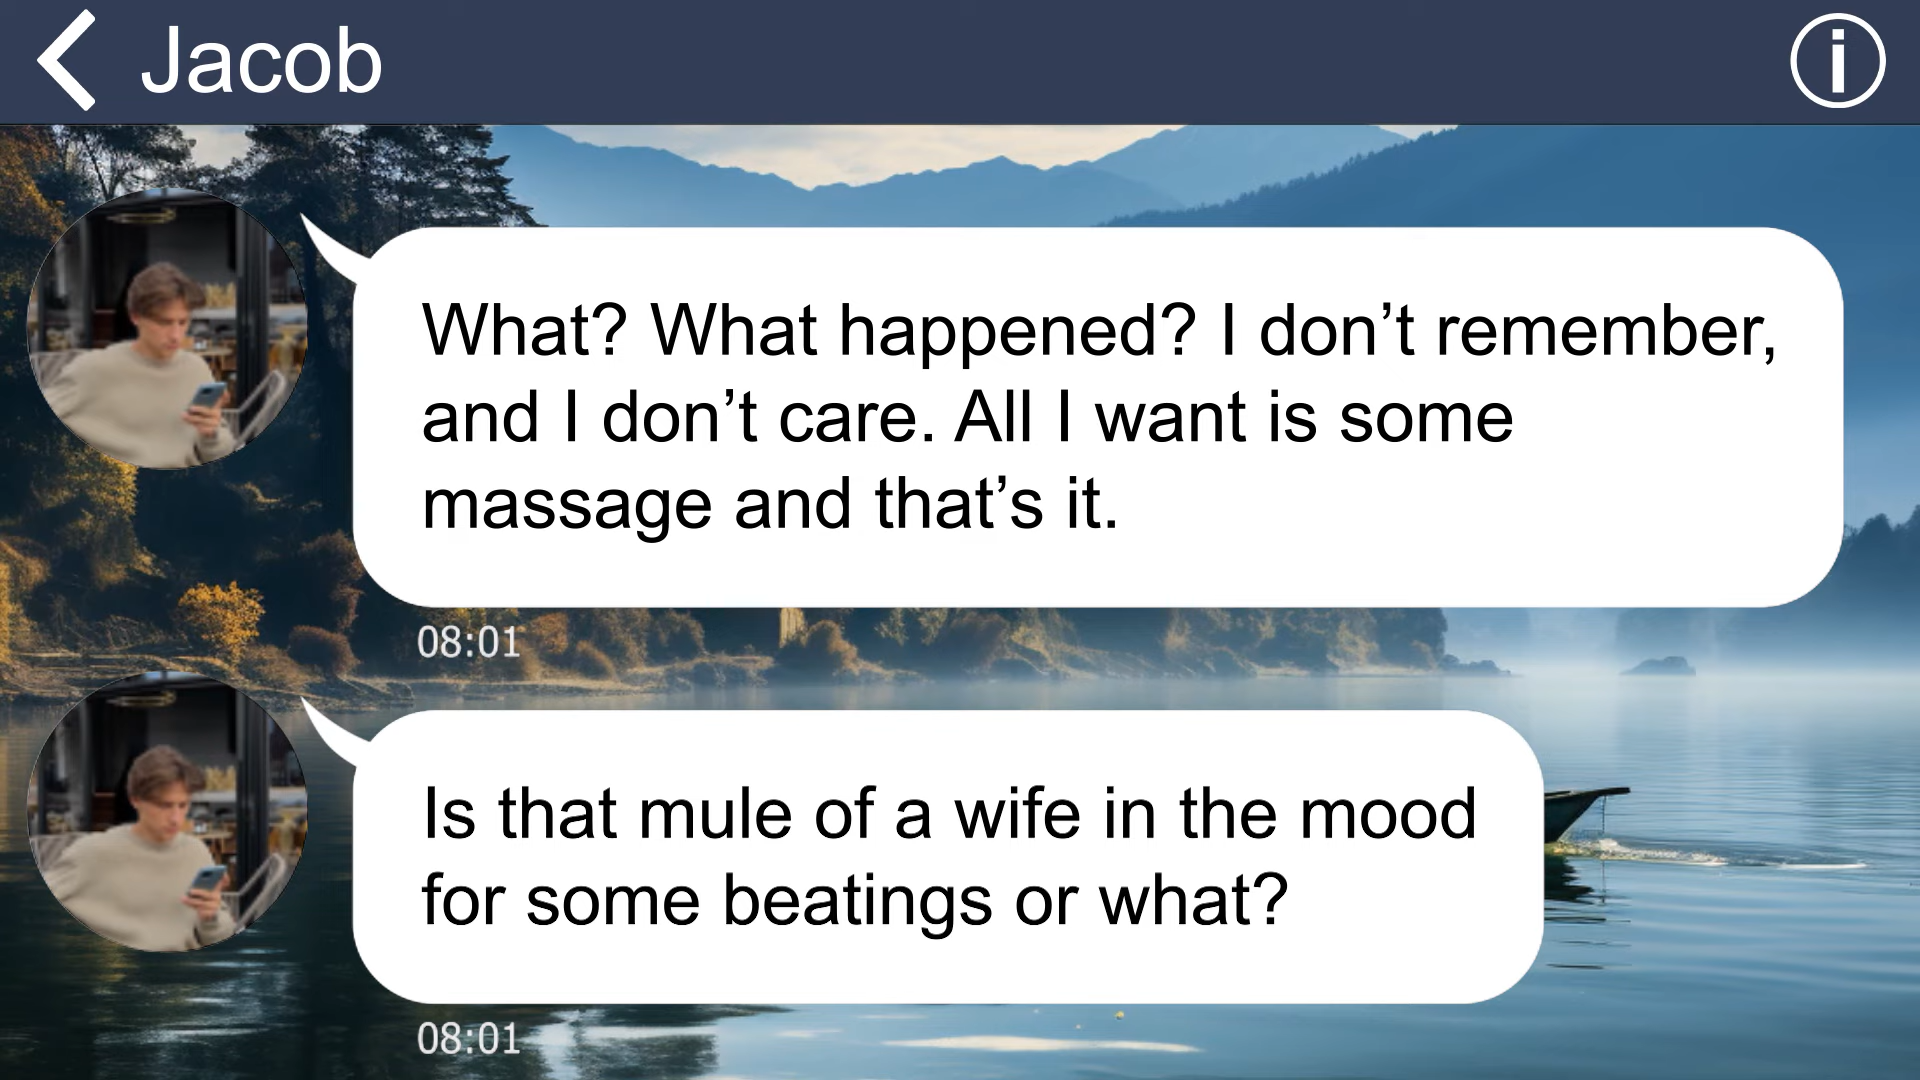 Jacob
What? What happened? I don’t remember,
and I don’t care. All I want is some
massage and that’s it.
08:01
Is that mule of a wife in the mood
for some beatings or what?
08:01